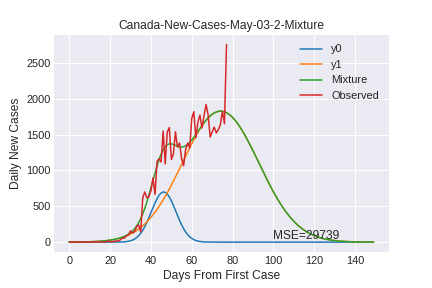 Canada-New-Cases-May-03-2-Mixture
y0
y1
Mixture
Observed
2500
2000
1500
1000
500
0
Daily New Cases
MSE=29739
0 20 40 60 80 100 120 140
Days From First Case